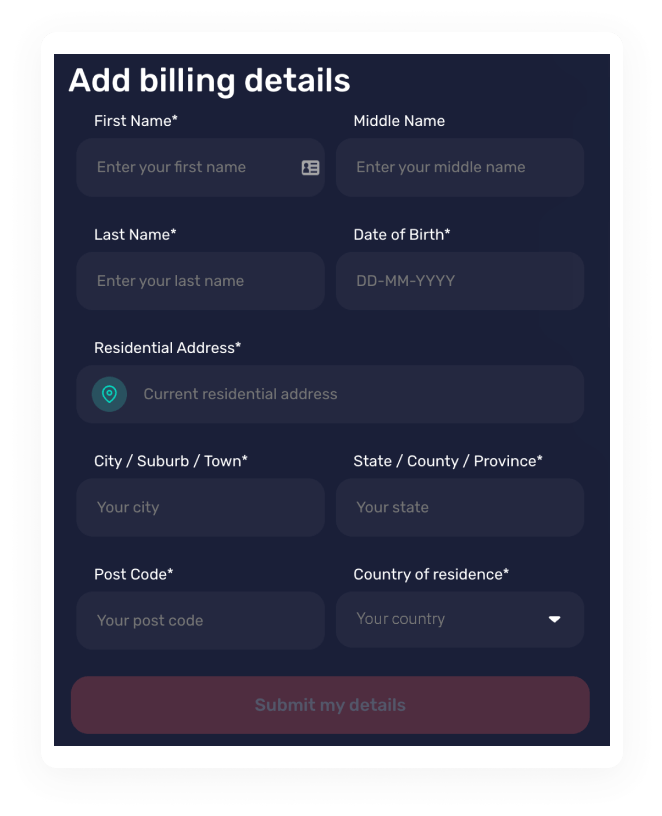 Add billing details
First Name*
Middle Name
Enter your first name
Enter your middle name
Last Name*
Date of Birth*
Enter your last name
DD-MM-YYYY
Residential Address*
Current residential address
City / Suburb / Town*
State / County / Province*
Your city
Your state
Post Code*
Country of residence*
Your post code
Your country
Submit my details